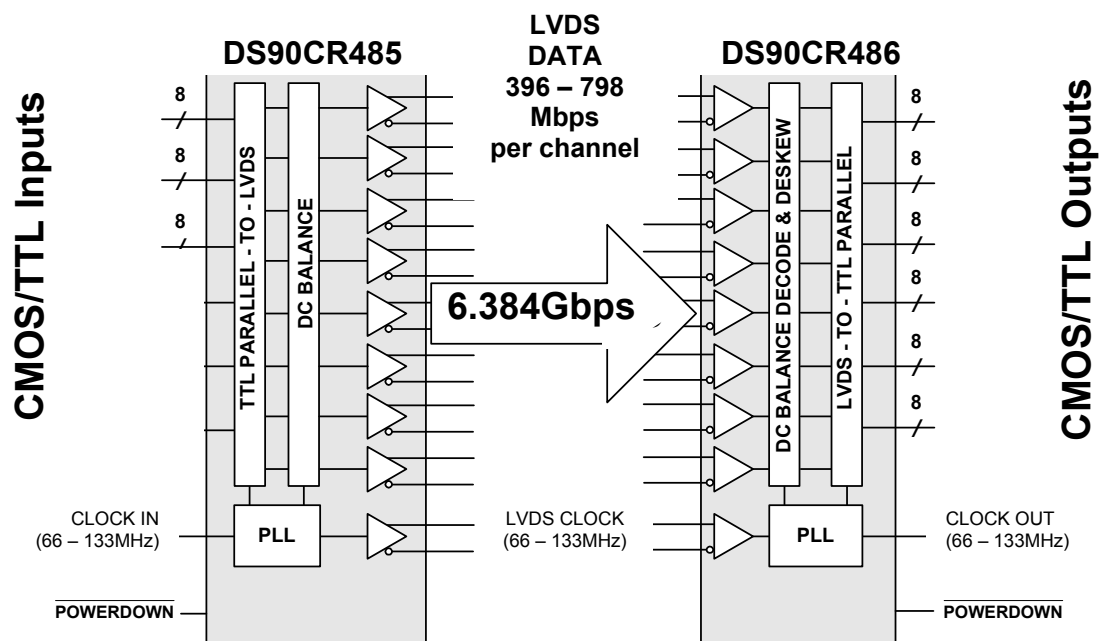 LVDS
DATA
396 – 798
Mbps
per channel
DS90CR485
DS90CR486
CMOS/TTL Inputs
8
8
8
TTL PARALLEL - TO - LVDS
DC BALANCE
6.384Gbps
DC BALANCE DECODE & DESKEW
LVDS - TO - TTL PARALLEL
8
8
8
8
8
8
CMOS/TTL Outputs
CLOCK IN
(66 – 133MHz)
PLL
LVDS CLOCK
(66 – 133MHz)
PLL
CLOCK OUT
(66 – 133MHz)
POWERDOWN
POWERDOWN